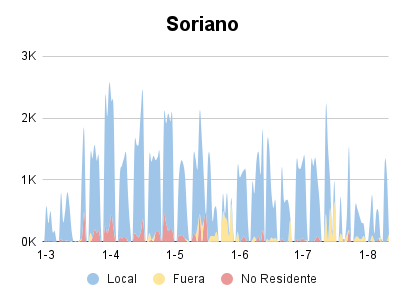 Soriano
3K
2K
1K
0K
1-3 1-4 1-5 1-6 1-7 1-8
Local Fuera No Residente